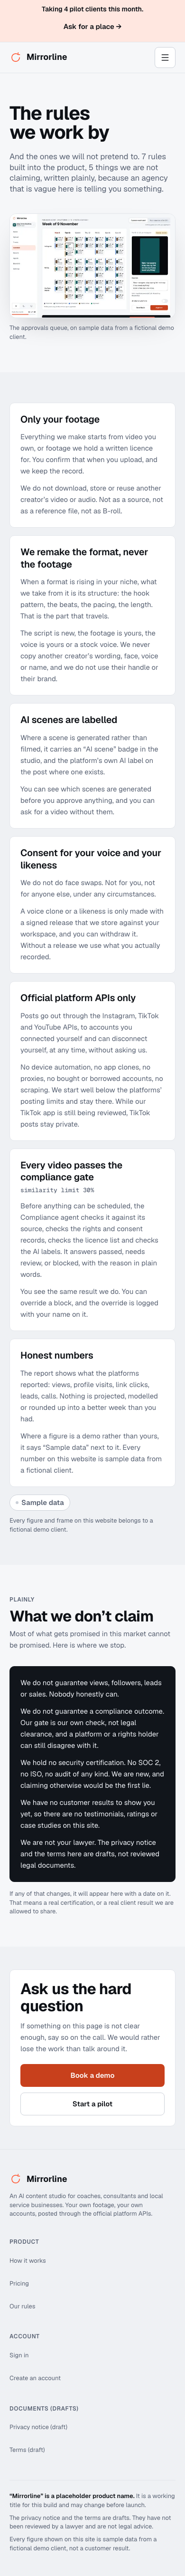 Taking 4 pilot clients this month.
Ask for a place →
Mirrorline
The rules
we work by
And the ones we will not pretend to. 7 rules
built into the product, 5 things we are not
claiming, written plainly, because an agency
that is vague here is telling you something.
Week of 9 November
The approvals queue, on sample data from a fictional demo
client.
Only your footage
Everything we make starts from video you
own, or footage we hold a written licence
for. You confirm that when you upload, and
we keep the record.
We do not download, store or reuse another
creator’s video or audio. Not as a source, not
as a reference file, not as B-roll.
We remake the format, never
the footage
When a format is rising in your niche, what
we take from it is structure: the hook
pattern, the beats, the pacing, the length.
That is the part that travels.
The script is new, the footage is yours, the
voice is yours or a stock voice. We never
copy another creator’s wording, face, voice
or name, and we do not use their handle or
their brand.
AI scenes are labelled
Where a scene is generated rather than
filmed, it carries an “AI scene” badge in the
studio, and the platform’s own AI label on
the post where one exists.
You can see which scenes are generated
before you approve anything, and you can
ask for a video without them.
Consent for your voice and your
likeness
We do not do face swaps. Not for you, not
for anyone else, under any circumstances.
A voice clone or a likeness is only made with
a signed release that we store against your
workspace, and you can withdraw it.
Without a release we use what you actually
recorded.
Official platform APIs only
Posts go out through the Instagram, TikTok
and YouTube APIs, to accounts you
connected yourself and can disconnect
yourself, at any time, without asking us.
No device automation, no app clones, no
proxies, no bought or borrowed accounts, no
scraping. We start well below the platforms’
posting limits and stay there. While our
TikTok app is still being reviewed, TikTok
posts stay private.
Every video passes the
compliance gate
similarity limit 30%
Before anything can be scheduled, the
Compliance agent checks it against its
source, checks the rights and consent
records, checks the licence list and checks
the AI labels. It answers passed, needs
review, or blocked, with the reason in plain
words.
You see the same result we do. You can
override a block, and the override is logged
with your name on it.
Honest numbers
The report shows what the platforms
reported: views, profile visits, link clicks,
leads, calls. Nothing is projected, modelled
or rounded up into a better week than you
had.
Where a figure is a demo rather than yours,
it says “Sample data” next to it. Every
number on this website is sample data from
a fictional client.
Sample data
Every figure and frame on this website belongs to a
fictional demo client.
PLAINLY
What we don’t claim
Most of what gets promised in this market cannot
be promised. Here is where we stop.
We do not guarantee views, followers, leads
or sales. Nobody honestly can.
We do not guarantee a compliance outcome.
Our gate is our own check, not legal
clearance, and a platform or a rights holder
can still disagree with it.
We hold no security certification. No SOC 2,
no ISO, no audit of any kind. We are new, and
claiming otherwise would be the first lie.
We have no customer results to show you
yet, so there are no testimonials, ratings or
case studies on this site.
We are not your lawyer. The privacy notice
and the terms here are drafts, not reviewed
legal documents.
If any of that changes, it will appear here with a date on it.
That means a real certification, or a real client result we are
allowed to share.
Ask us the hard
question
If something on this page is not clear
enough, say so on the call. We would rather
lose the work than talk around it.
Book a demo
Start a pilot
Mirrorline
An AI content studio for coaches, consultants and local
service businesses. Your own footage, your own
accounts, posted through the official platform APIs.
PRODUCT
How it works
Pricing
Our rules
ACCOUNT
Sign in
Create an account
DOCUMENTS (DRAFTS)
Privacy notice (draft)
Terms (draft)
“Mirrorline” is a placeholder product name. It is a working
title for this build and may change before launch.
The privacy notice and the terms are drafts. They have not
been reviewed by a lawyer and are not legal advice.
Every figure shown on this site is sample data from a
fictional demo client, not a customer result.